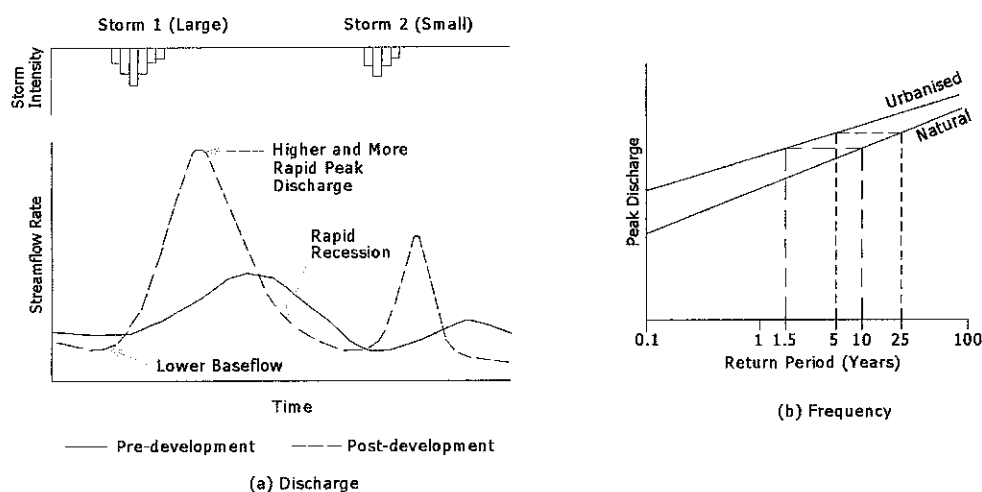 Storm 1 (Large)
Storm 2 (Small)
Storm
Intensity
Streamflow Rate
Higher and More
Rapid Peak
Discharge
Rapid
Recession
Lower Baseflow
Time
Pre-development
Post-development
(a) Discharge
Peak Discharge
Urbanised
Natural
0.1 1 1.5 5 10 25 100
Return Period (Years)
(b) Frequency